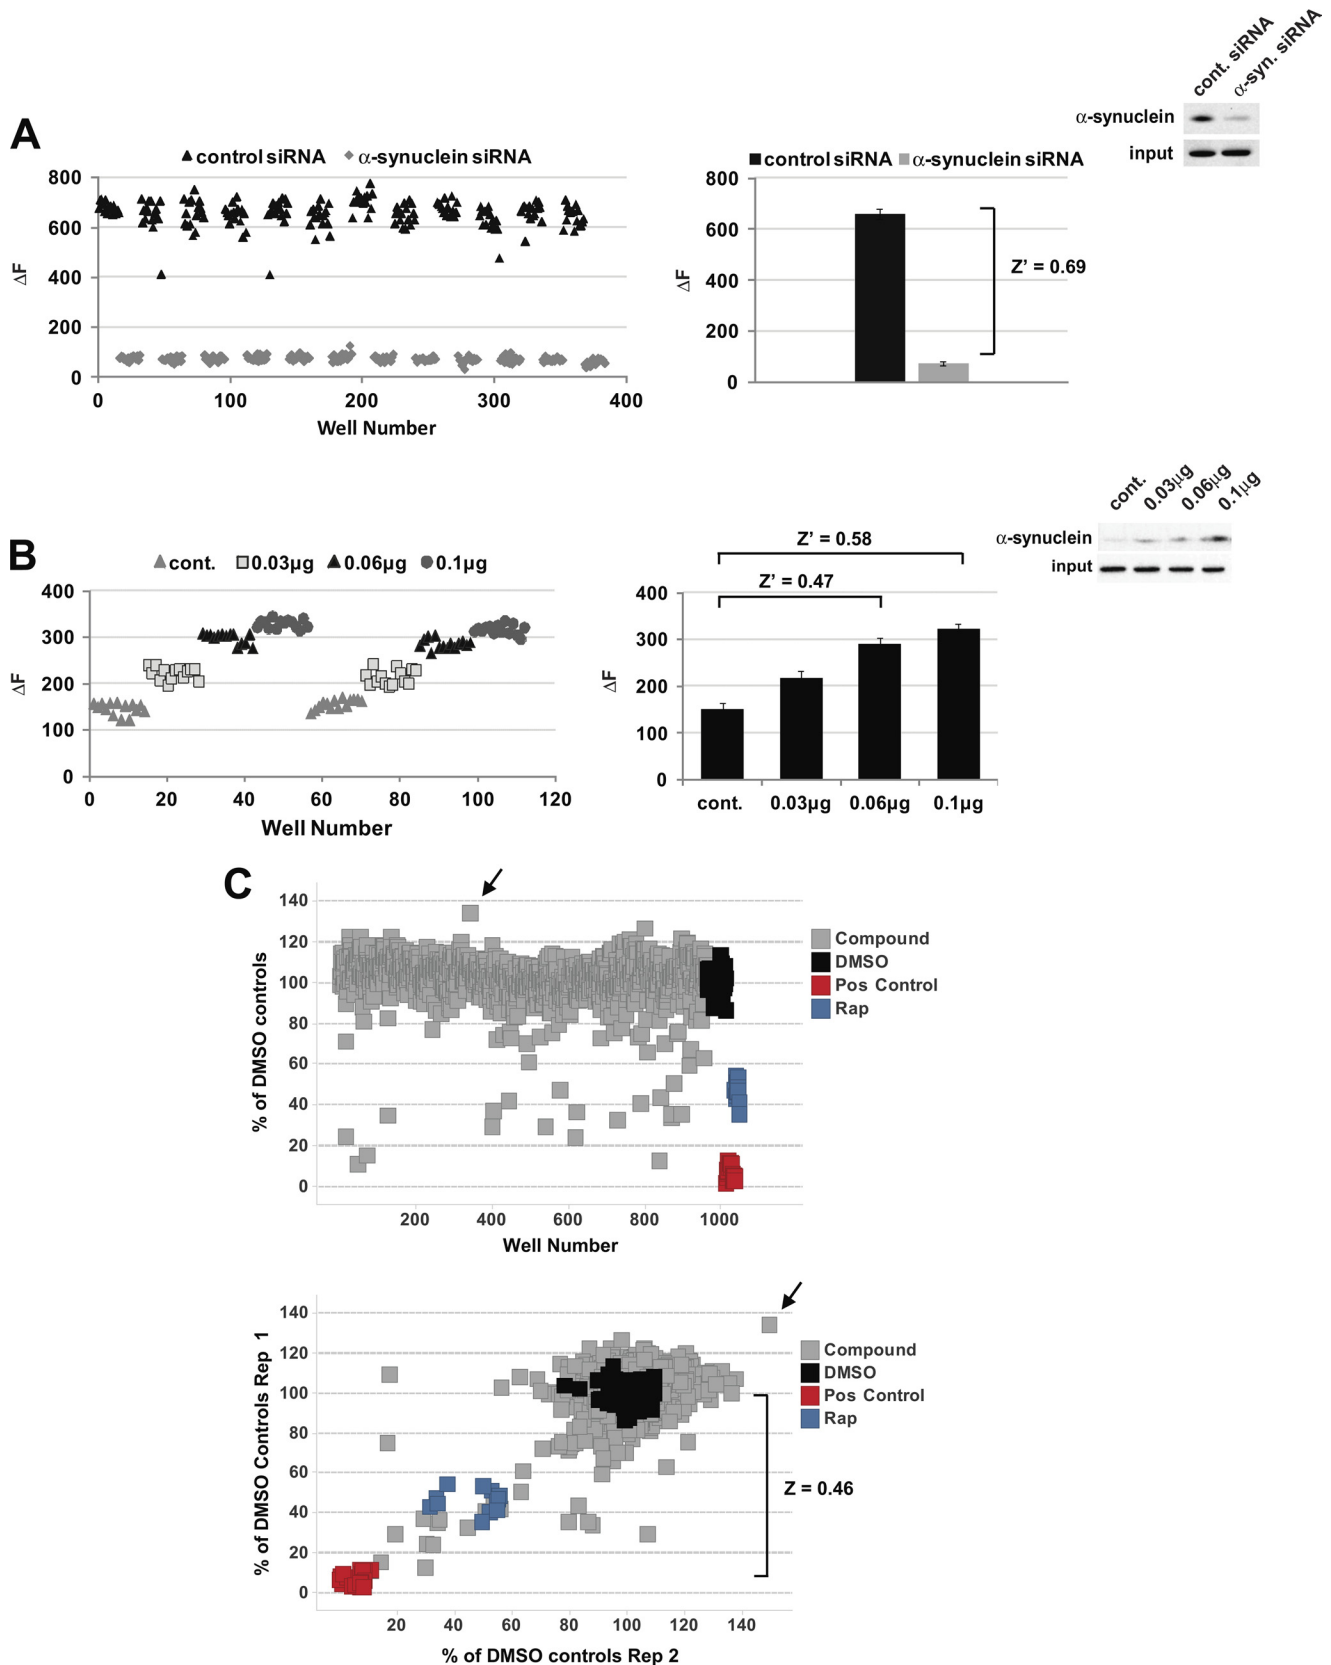 cont. siRNA
α-syn. siRNA
α-synuclein
input
A
control siRNA α-synuclein siRNA
800
600
400
200
0
ΔF
0 100 200 300 400
Well Number
control siRNA α-synuclein siRNA
800
600
400
200
0
ΔF
Z’ = 0.69
cont.
0.03μg
0.06μg
0.1μg
α-synuclein
input
B
cont. 0.03μg 0.06μg 0.1μg
400
300
200
100
0
ΔF
0 20 40 60 80 100 120
Well Number
Z’ = 0.58
Z’ = 0.47
400
300
200
100
0
ΔF
cont. 0.03μg 0.06μg 0.1μg
C
140
120
100
80
60
40
20
0
% of DMSO controls
200 400 600 800 1000
Well Number
Compound
DMSO
Pos Control
Rap
140
120
100
80
60
40
20
0
% of DMSO Controls Rep 1
20 40 60 80 100 120 140
% of DMSO controls Rep 2
Compound
DMSO
Pos Control
Rap
Z = 0.46